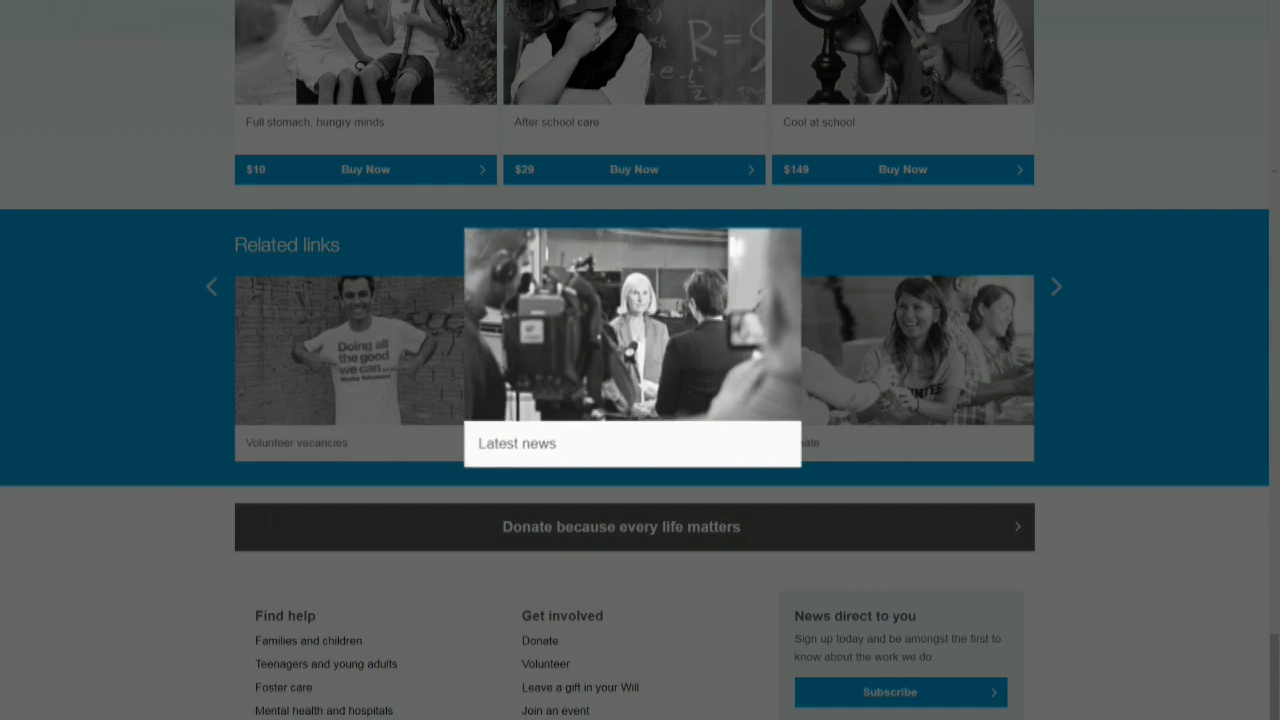 R = S
Full stomach, hungry minds
After school care
Cool at school
$10 Buy Now
$29 Buy Now
$149 Buy Now
Related links
Doing all
the good
we can
Volunteer vacancies
Latest news
Donate because every life matters
Find help
Families and children
Teenagers and young adults
Foster care
Mental health and hospitals
Get involved
Donate
Volunteer
Leave a gift in your Will
Join an event
News direct to you
Sign up today and be amongst the first to
know about the work we do.
Subscribe